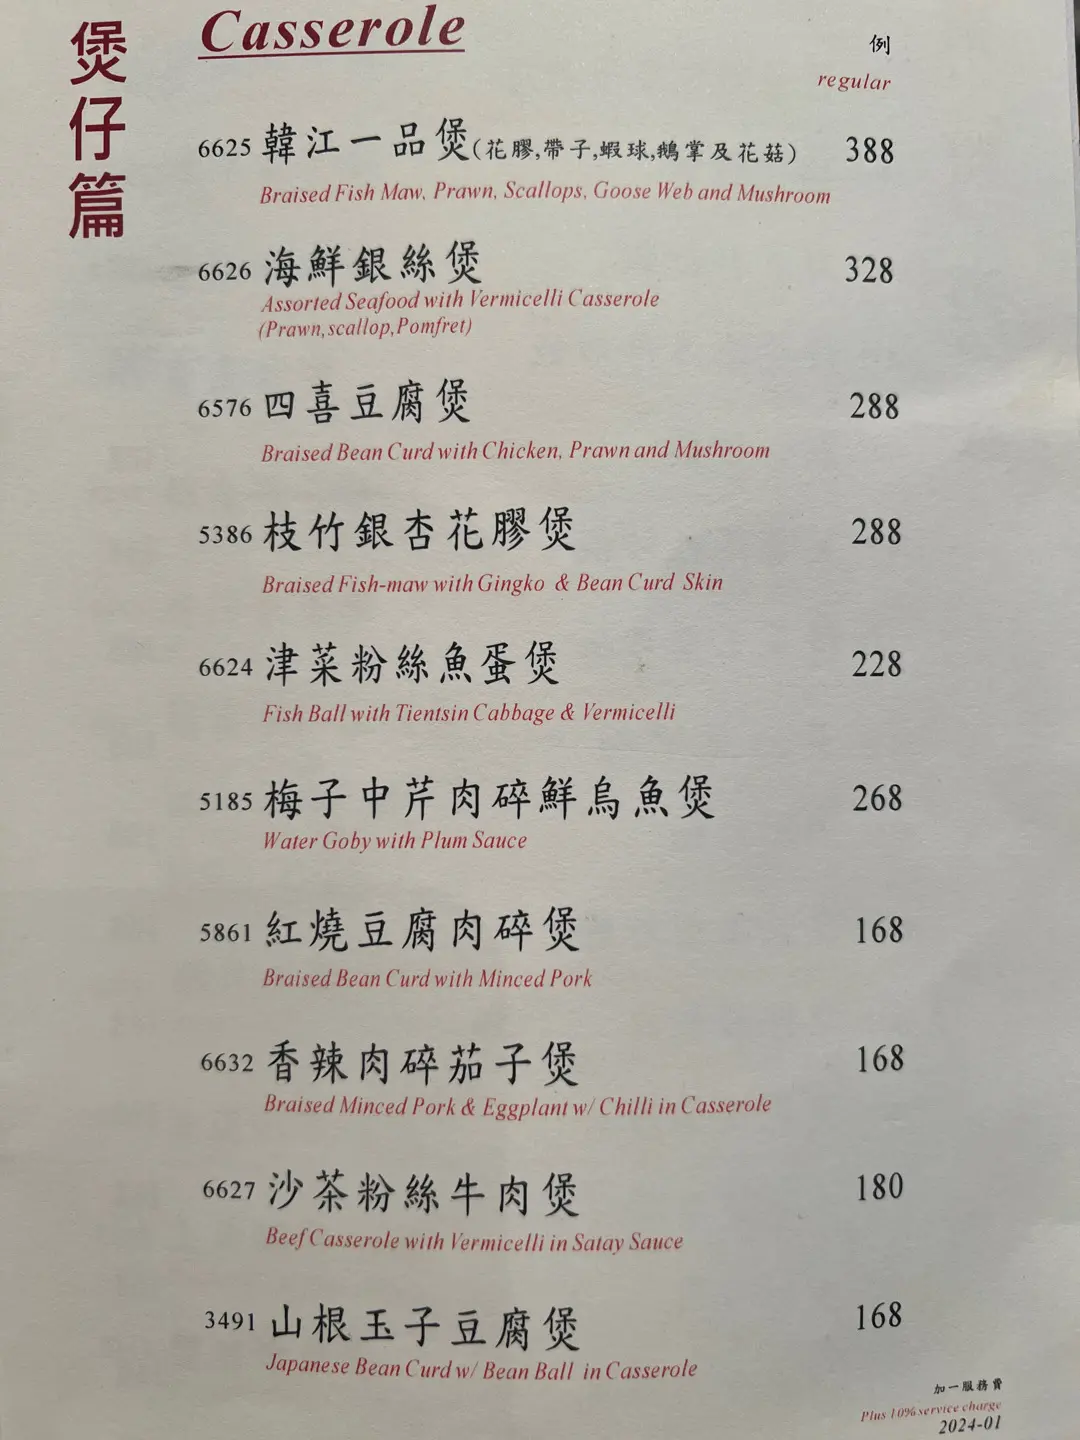 煲仔篇
Casserole
例
regular
6625 韓江一品煲(花膠,帶子,蝦球,鵝掌及花菇) 388
Braised Fish Maw, Prawn, Scallops, Goose Web and Mushroom
6626 海鮮銀絲煲 328
Assorted Seafood with Vermicelli Casserole
(Prawn,scallop,Pomfret)
6576 四喜豆腐煲 288
Braised Bean Curd with Chicken, Prawn and Mushroom
5386 枝竹銀杏花膠煲 288
Braised Fish-maw with Gingko & Bean Curd Skin
6624 津菜粉絲魚蛋煲 228
Fish Ball with Tientsin Cabbage & Vermicelli
5185 梅子中芹肉碎鮮烏魚煲 268
Water Goby with Plum Sauce
5861 紅燒豆腐肉碎煲 168
Braised Bean Curd with Minced Pork
6632 香辣肉碎茄子煲 168
Braised Minced Pork & Eggplant w/ Chilli in Casserole
6627 沙茶粉絲牛肉煲 180
Beef Casserole with Vermicelli in Satay Sauce
3491 山根玉子豆腐煲 168
Japanese Bean Curd w/ Bean Ball in Casserole
加一服務費
Plus 10% service charge
2024-01